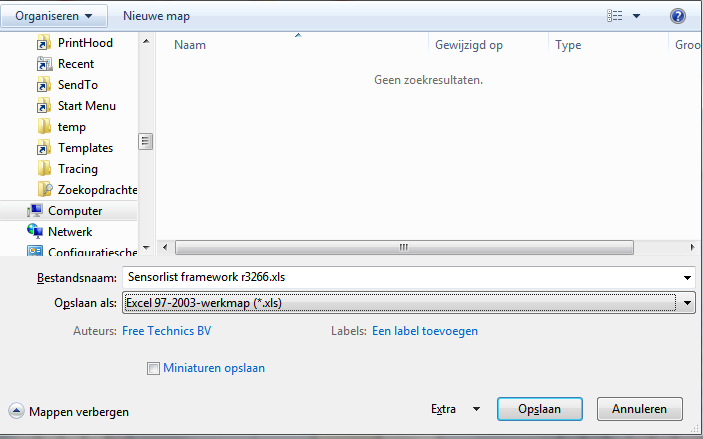 Organiseren Nieuwe map
Naam Gewijzigd op Type Groo
Geen zoekresultaten.
PrintHood
Recent
SendTo
Start Menu
temp
Templates
Tracing
Zoekopdrachte
Computer
Netwerk
Configuratiesche
Bestandsnaam: Sensorlist framework r3266.xls
Opslaan als: Excel 97-2003-werkmap (*.xls)
Auteurs: Free Technics BV Labels: Een label toevoegen
Miniaturen opslaan
Mappen verbergen Extra Opslaan Annuleren